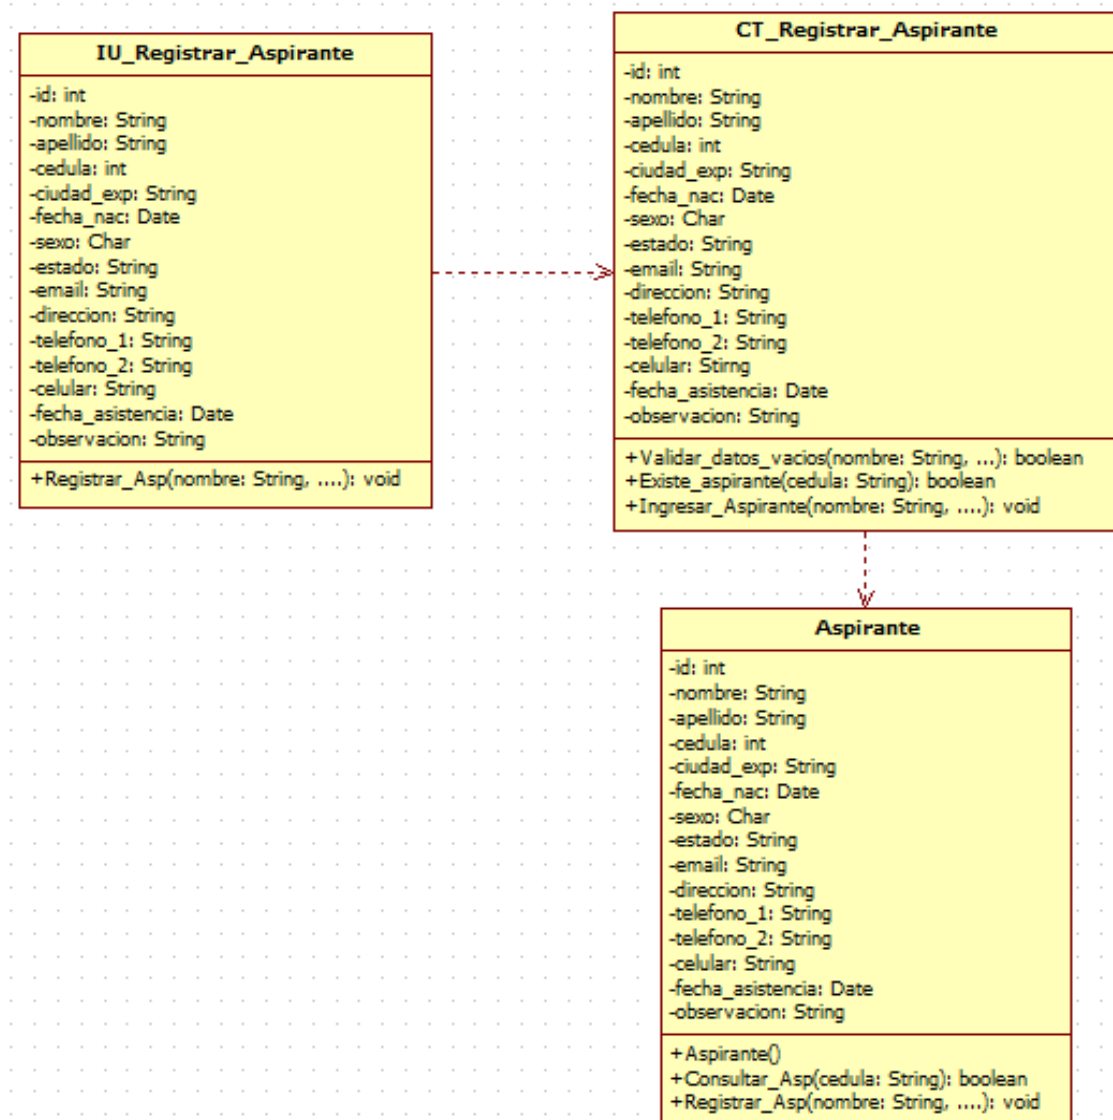 IU_Registrar_Aspirante
-id: int
-nombre: String
-apellido: String
-cedula: int
-ciudad_exp: String
-fecha_nac: Date
-sexo: Char
-estado: String
-email: String
-direccion: String
-telefono_1: String
-telefono_2: String
-celular: String
-fecha_asistencia: Date
-observacion: String
+Registrar_Asp(nombre: String, ....): void
CT_Registrar_Aspirante
-id: int
-nombre: String
-apellido: String
-cedula: int
-ciudad_exp: String
-fecha_nac: Date
-sexo: Char
-estado: String
-email: String
-direccion: String
-telefono_1: String
-telefono_2: String
-celular: Stirng
-fecha_asistencia: Date
-observacion: String
+Validar_datos_vacios(nombre: String, ...): boolean
+Existe_aspirante(cedula: String): boolean
+Ingresar_Aspirante(nombre: String, ....): void
Aspirante
-id: int
-nombre: String
-apellido: String
-cedula: int
-ciudad_exp: String
-fecha_nac: Date
-sexo: Char
-estado: String
-email: String
-direccion: String
-telefono_1: String
-telefono_2: String
-celular: String
-fecha_asistencia: Date
-observacion: String
+Aspirante()
+Consultar_Asp(cedula: String): boolean
+Registrar_Asp(nombre: String, ....): void